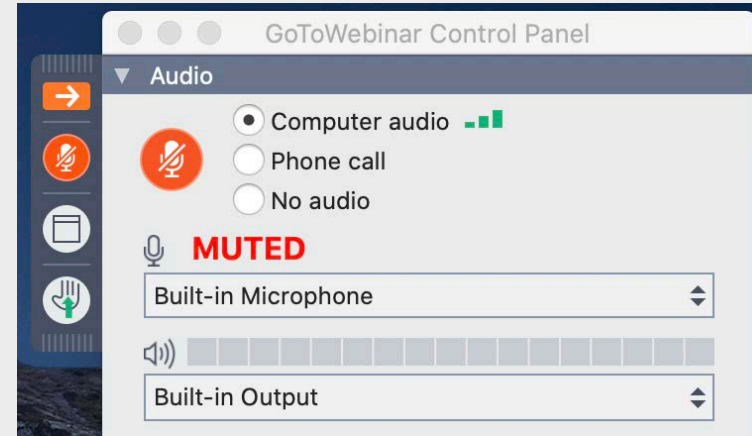 GoToWebinar Control Panel
Audio
Computer audio
Phone call
No audio
MUTED
Built-in Microphone
Built-in Output